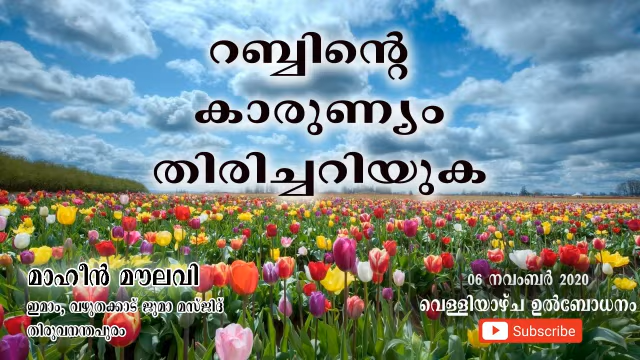 റബ്ബിന്റെ
കാരുണ്യം
തിരിച്ചറിയുക
മാഹീൻ മൗലവി
ഇമാം, വഴുതക്കാട് ജുമാ മസ്ജിദ്
തിരുവനന്തപുരം
06 നവംബർ 2020
വെള്ളിയാഴ്ച ഉൽബോധനം
Subscribe